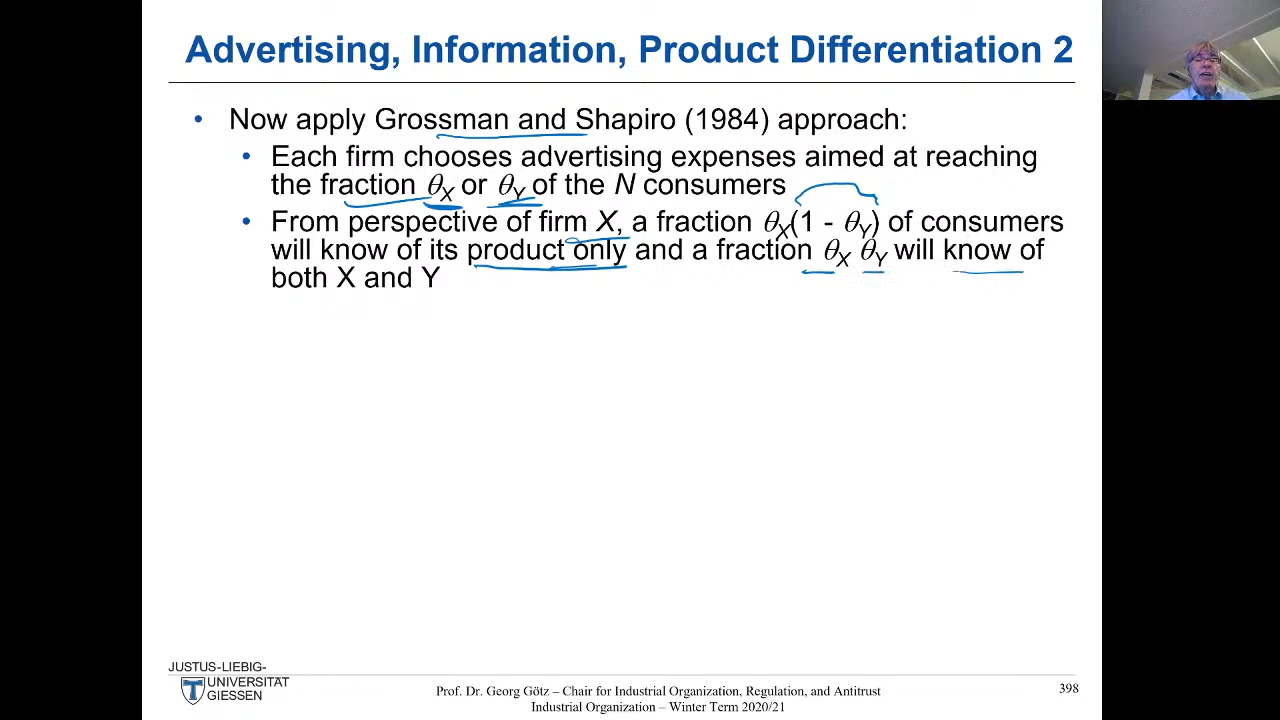 Advertising, Information, Product Differentiation 2
• Now apply Grossman and Shapiro (1984) approach:
• Each firm chooses advertising expenses aimed at reaching
the fraction θX or θY of the N consumers
• From perspective of firm X, a fraction θX(1 - θY) of consumers
will know of its product only and a fraction θX θY will know of
both X and Y
JUSTUS-LIEBIG-
UNIVERSITÄT
GIESSEN
Prof. Dr. Georg Götz – Chair for Industrial Organization, Regulation, and Antitrust
Industrial Organization – Winter Term 2020/21
398